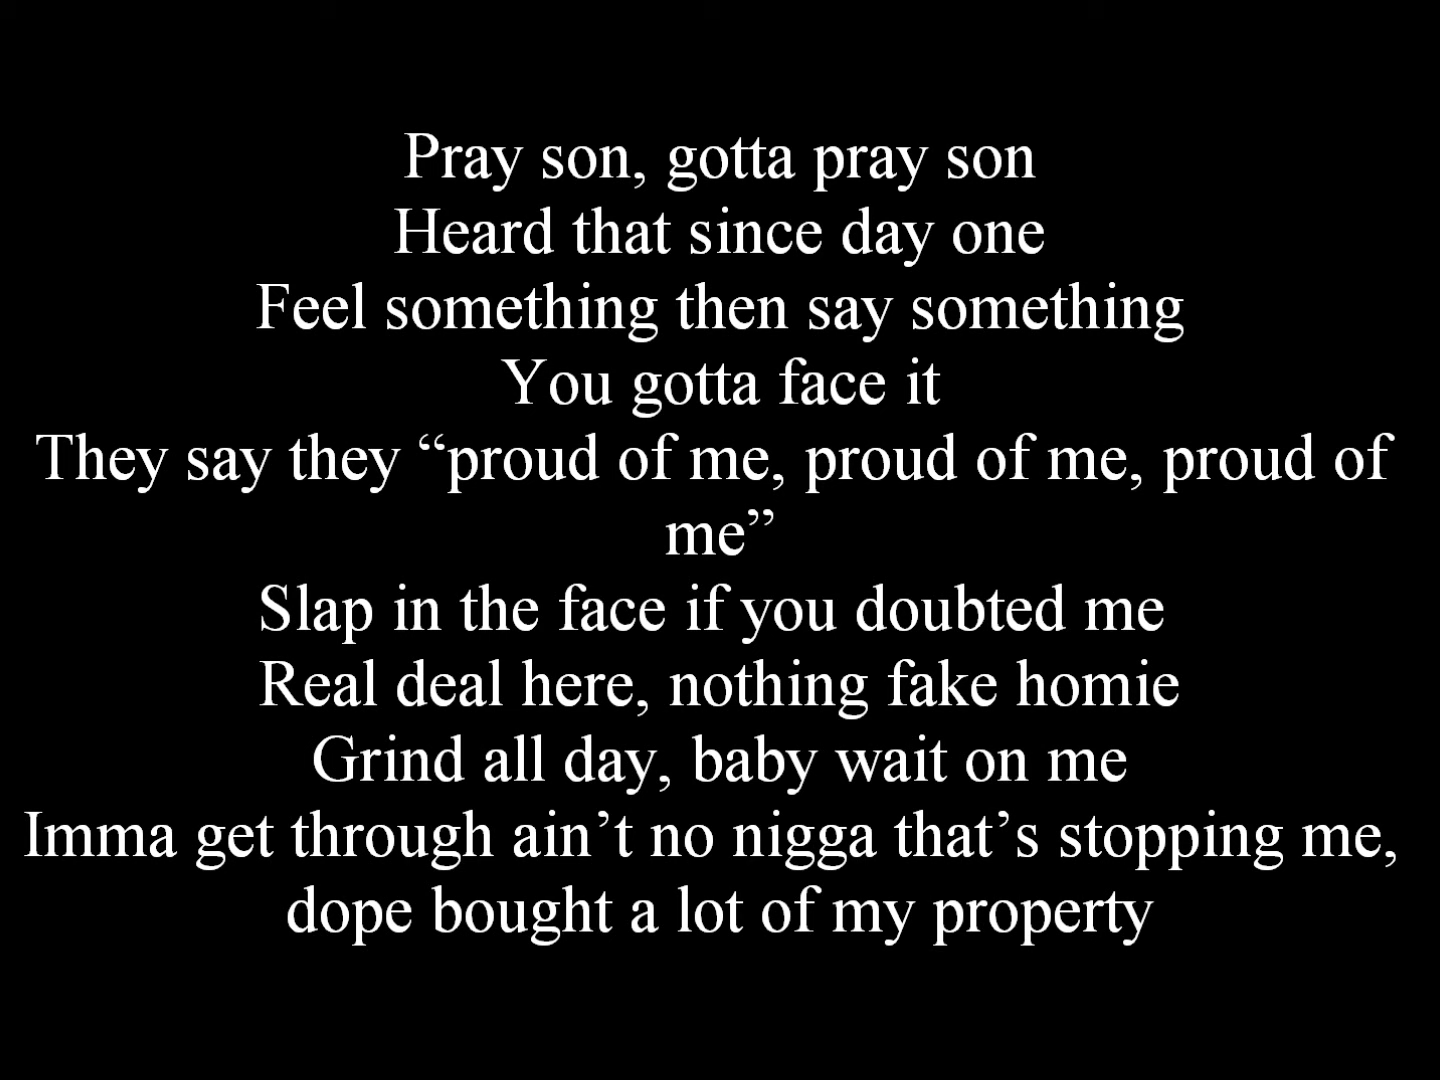 Pray son, gotta pray son
Heard that since day one
Feel something then say something
You gotta face it
They say they “proud of me, proud of me, proud of
me”
Slap in the face if you doubted me
Real deal here, nothing fake homie
Grind all day, baby wait on me
Imma get through ain’t no nigga that’s stopping me,
dope bought a lot of my property